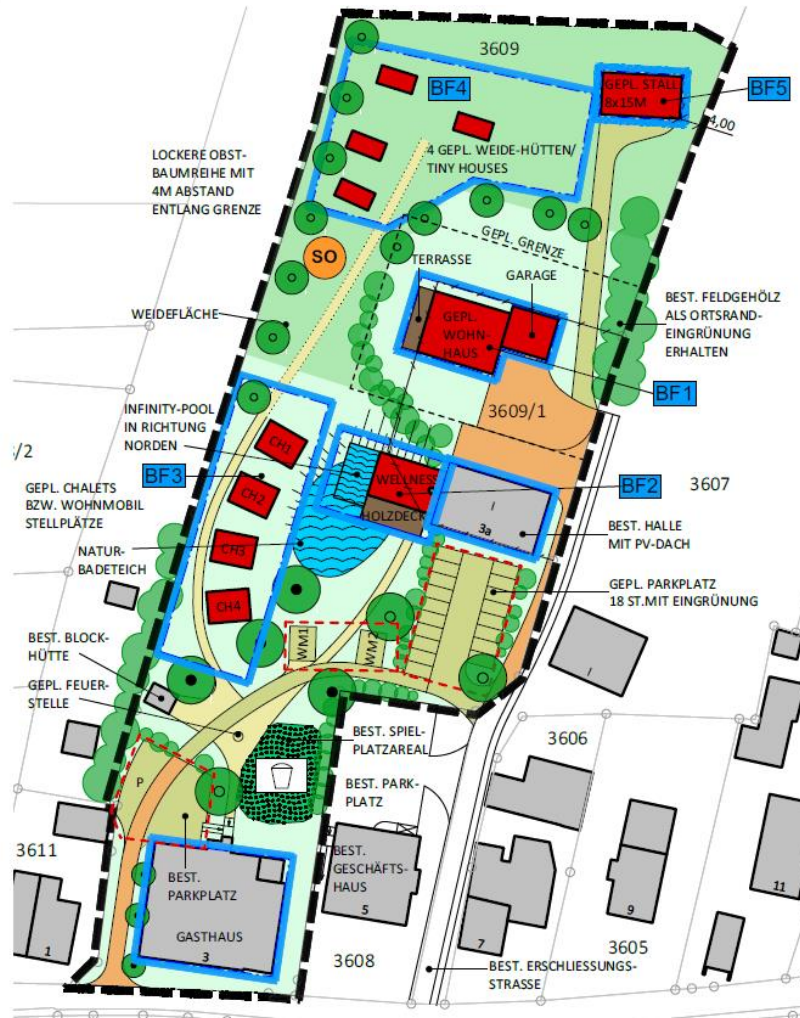 3609
BF4
GEPL. STALL
8x15M
BF5
4,00
LOCKERE OBST-
BAUMREIHE MIT
4M ABSTAND
ENTLANG GRENZE
4 GEPL. WEIDE-HÜTTEN/
TINY HOUSES
SO
GEPL. GRENZE
TERRASSE
GARAGE
WEIDEFLÄCHE
GEPL.
WOHN-
HAUS
BEST. FELDGEHÖLZ
ALS ORTSRAND-
EINGRÜNUNG
ERHALTEN
BF1
3609/1
INFINITY-POOL
IN RICHTUNG
NORDEN
/2
BF3
CH1
CH2
CH3
CH4
GEPL. CHALETS
BZW. WOHNMOBIL
STELLPLÄTZE
WELLNESS
HOLZDECK
BF2
3607
I
3a
BEST. HALLE
MIT PV-DACH
NATUR-
BADETEICH
GEPL. PARKPLATZ
18 ST.MIT EINGRÜNUNG
BEST. BLOCK-
HÜTTE
WM1
WM2
I
GEPL. FEUER-
STELLE
BEST. SPIEL-
PLATZAREAL
3606
P
BEST. PARK-
PLATZ
3611
BEST.
PARKPLATZ
GASTHAUS
3
BEST.
GESCHÄFTS-
HAUS
5
1
7
9
11
3608
3605
BEST. ERSCHLIESSUNGS-
STRASSE